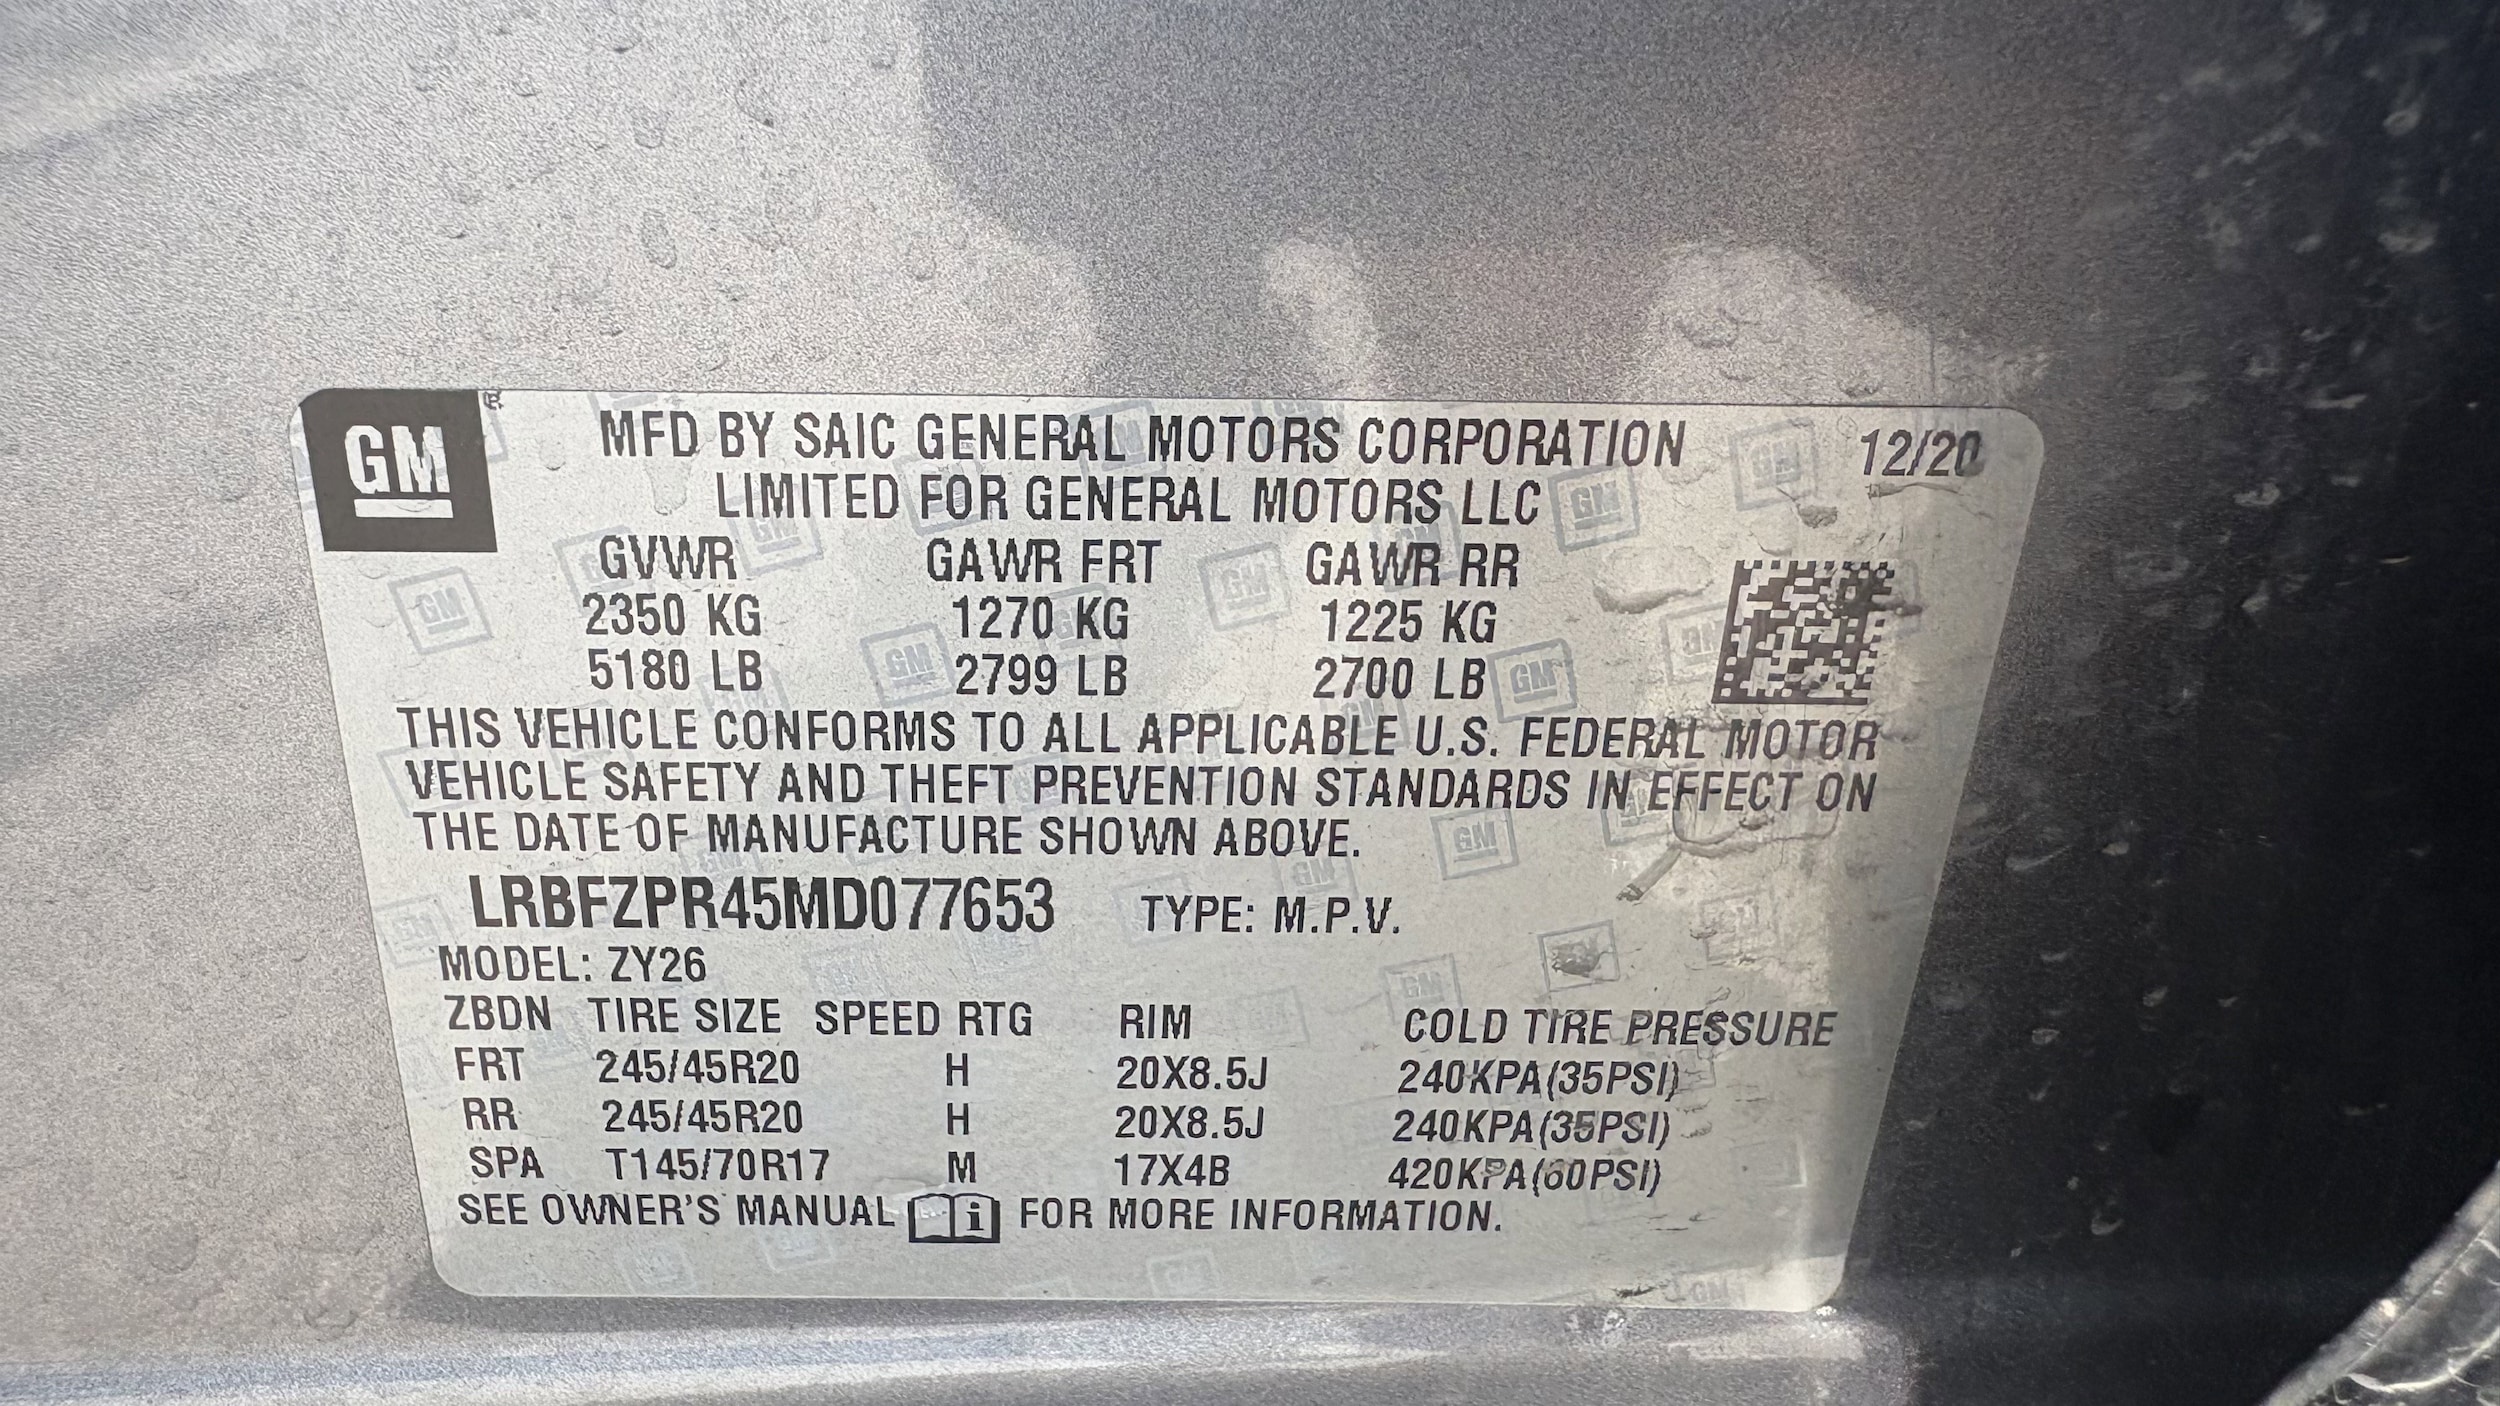 GM
MFD BY SAIC GENERAL MOTORS CORPORATION 12/20
LIMITED FOR GENERAL MOTORS LLC
GVWR GAWR FRT GAWR RR
2350 KG 1270 KG 1225 KG
5180 LB 2799 LB 2700 LB
THIS VEHICLE CONFORMS TO ALL APPLICABLE U.S. FEDERAL MOTOR
VEHICLE SAFETY AND THEFT PREVENTION STANDARDS IN EFFECT ON
THE DATE OF MANUFACTURE SHOWN ABOVE.
LRBFZPR45MD077653 TYPE: M.P.V.
MODEL: ZY26
ZBDN TIRE SIZE SPEED RTG RIM COLD TIRE PRESSURE
FRT 245/45R20 H 20X8.5J 240KPA(35PSI)
RR 245/45R20 H 20X8.5J 240KPA(35PSI)
SPA T145/70R17 M 17X4B 420KPA(60PSI)
SEE OWNER'S MANUAL i FOR MORE INFORMATION.